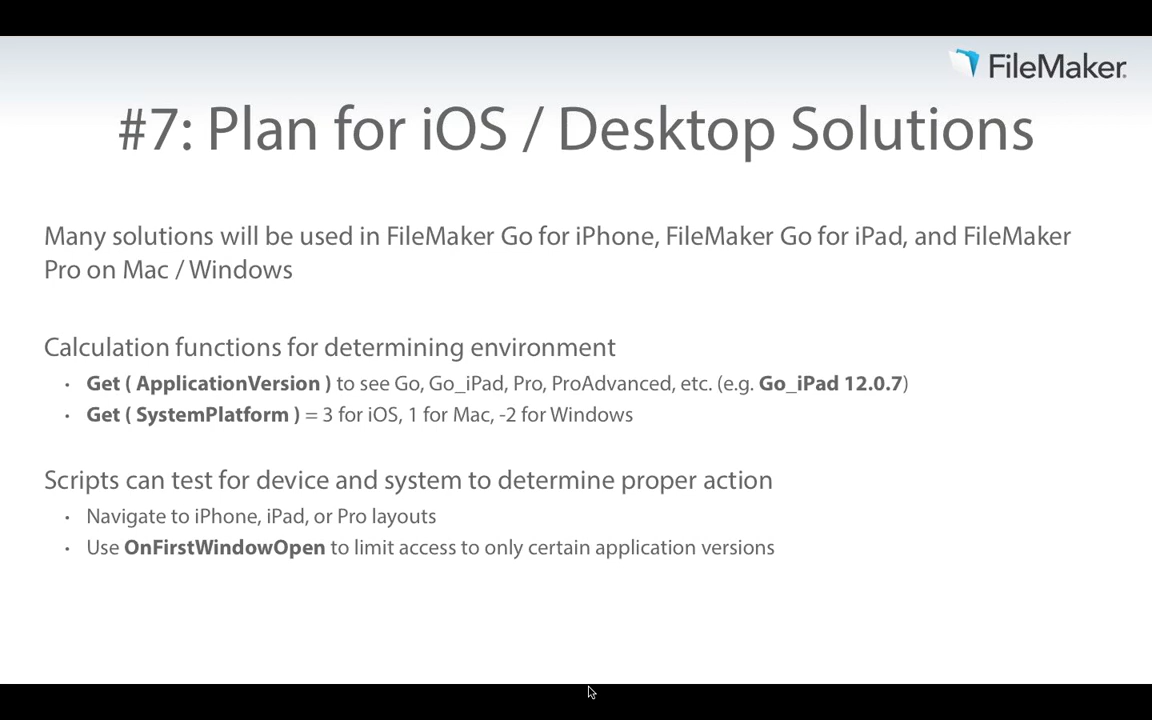 FileMaker.
#7: Plan for iOS / Desktop Solutions
Many solutions will be used in FileMaker Go for iPhone, FileMaker Go for iPad, and FileMaker
Pro on Mac / Windows
Calculation functions for determining environment
• Get ( ApplicationVersion ) to see Go, Go_iPad, Pro, ProAdvanced, etc. (e.g. Go_iPad 12.0.7)
• Get ( SystemPlatform ) = 3 for iOS, 1 for Mac, -2 for Windows
Scripts can test for device and system to determine proper action
• Navigate to iPhone, iPad, or Pro layouts
• Use OnFirstWindowOpen to limit access to only certain application versions